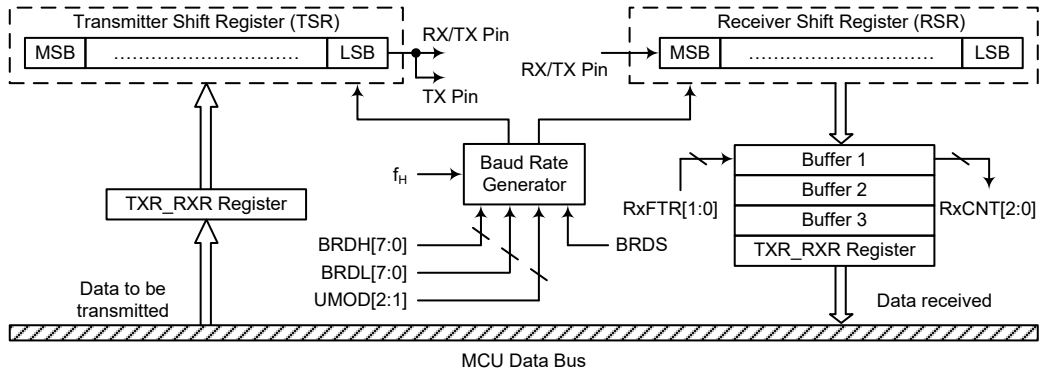 Transmitter Shift Register (TSR)
MSB ………………………… LSB
RX/TX Pin
TX Pin
Receiver Shift Register (RSR)
RX/TX Pin
MSB ………………………… LSB
fH
Baud Rate
Generator
BRDH[7:0]
BRDL[7:0]
UMOD[2:1]
BRDS
TXR_RXR Register
Data to be
transmitted
RxFTR[1:0]
Buffer 1
Buffer 2
Buffer 3
TXR_RXR Register
RxCNT[2:0]
Data received
MCU Data Bus